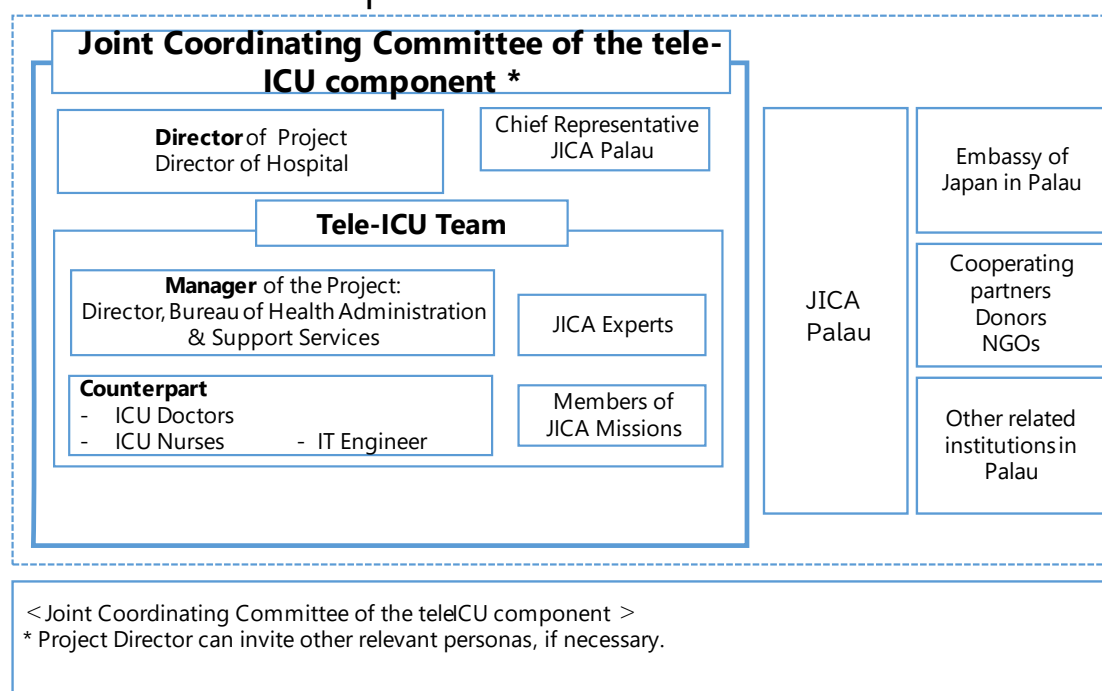 Joint Coordinating Committee of the tele-
ICU component *
Director of Project
Director of Hospital
Chief Representative
JICA Palau
Tele-ICU Team
Manager of the Project:
Director, Bureau of Health Administration
& Support Services
JICA Experts
Counterpart
- ICU Doctors
- ICU Nurses - IT Engineer
Members of
JICA Missions
JICA
Palau
Embassy of
Japan in Palau
Cooperating
partners
Donors
NGOs
Other related
institutions in
Palau
＜Joint Coordinating Committee of the teleICU component ＞
* Project Director can invite other relevant personas, if necessary.